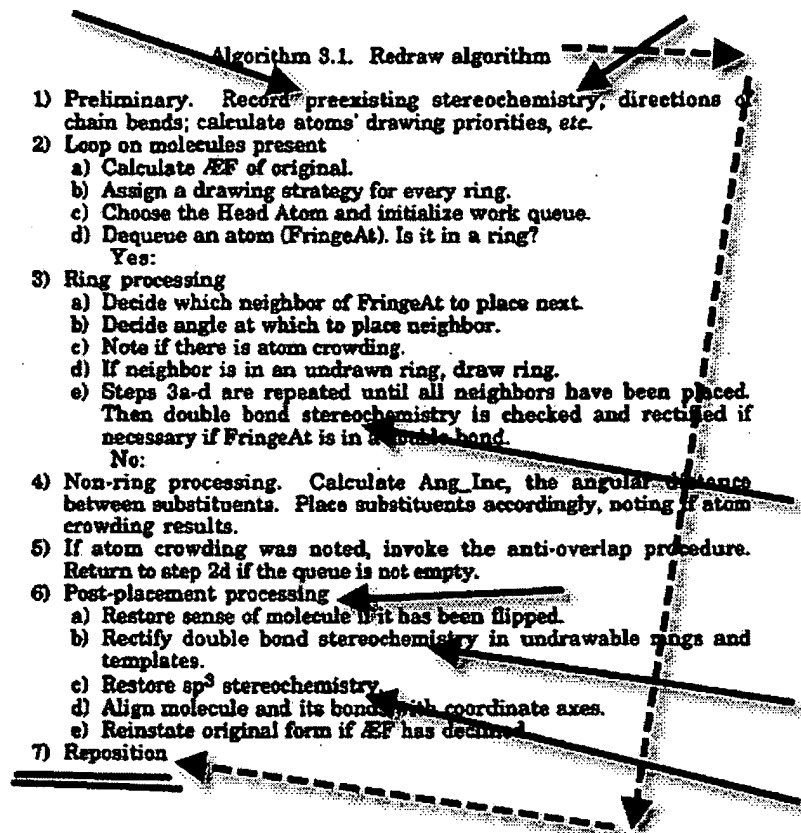 Algorithm 3.1. Redraw algorithm
1) Preliminary. Record preexisting stereochemistry, directions of
chain bends; calculate atoms' drawing priorities, etc.
2) Loop on molecules present
a) Calculate ÆF of original.
b) Assign a drawing strategy for every ring.
c) Choose the Head Atom and initialize work queue.
d) Dequeue an atom (FringeAt). Is it in a ring?
Yes:
3) Ring processing
a) Decide which neighbor of FringeAt to place next.
b) Decide angle at which to place neighbor.
c) Note if there is atom crowding.
d) If neighbor is in an undrawn ring, draw ring.
e) Steps 3a-d are repeated until all neighbors have been placed.
Then double bond stereochemistry is checked and rectified if
necessary if FringeAt is in a double bond.
No:
4) Non-ring processing. Calculate Ang_Inc, the angular distance
between substituents. Place substituents accordingly, noting if atom
crowding results.
5) If atom crowding was noted, invoke the anti-overlap procedure.
Return to step 2d if the queue is not empty.
6) Post-placement processing
a) Restore sense of molecule if it has been flipped.
b) Rectify double bond stereochemistry in undrawable rings and
templates.
c) Restore sp³ stereochemistry.
d) Align molecule and its bonds with coordinate axes.
e) Reinstate original form if ÆF has declined.
7) Reposition